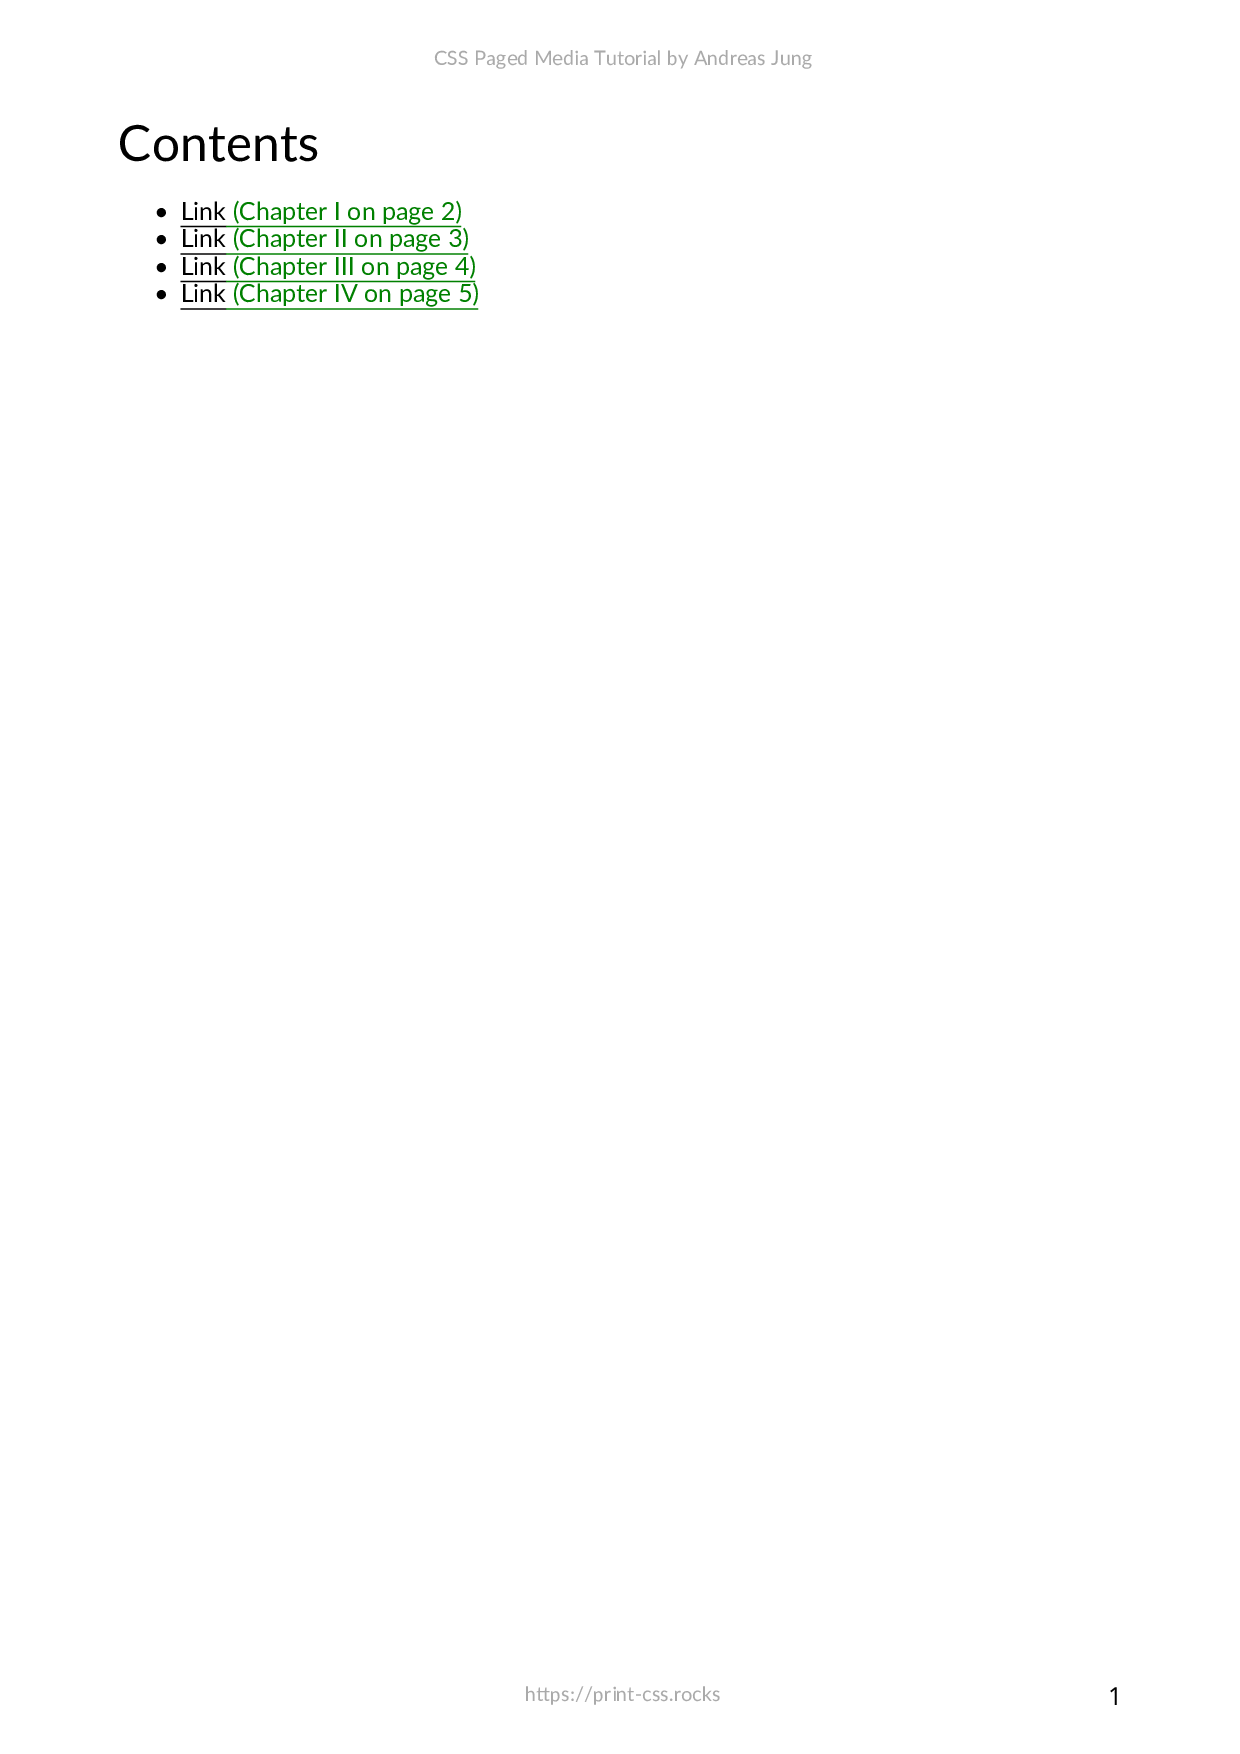 CSS Paged Media Tutorial by Andreas Jung
Contents
• Link (Chapter I on page 2)
• Link (Chapter II on page 3)
• Link (Chapter III on page 4)
• Link (Chapter IV on page 5)
https://print-css.rocks
1